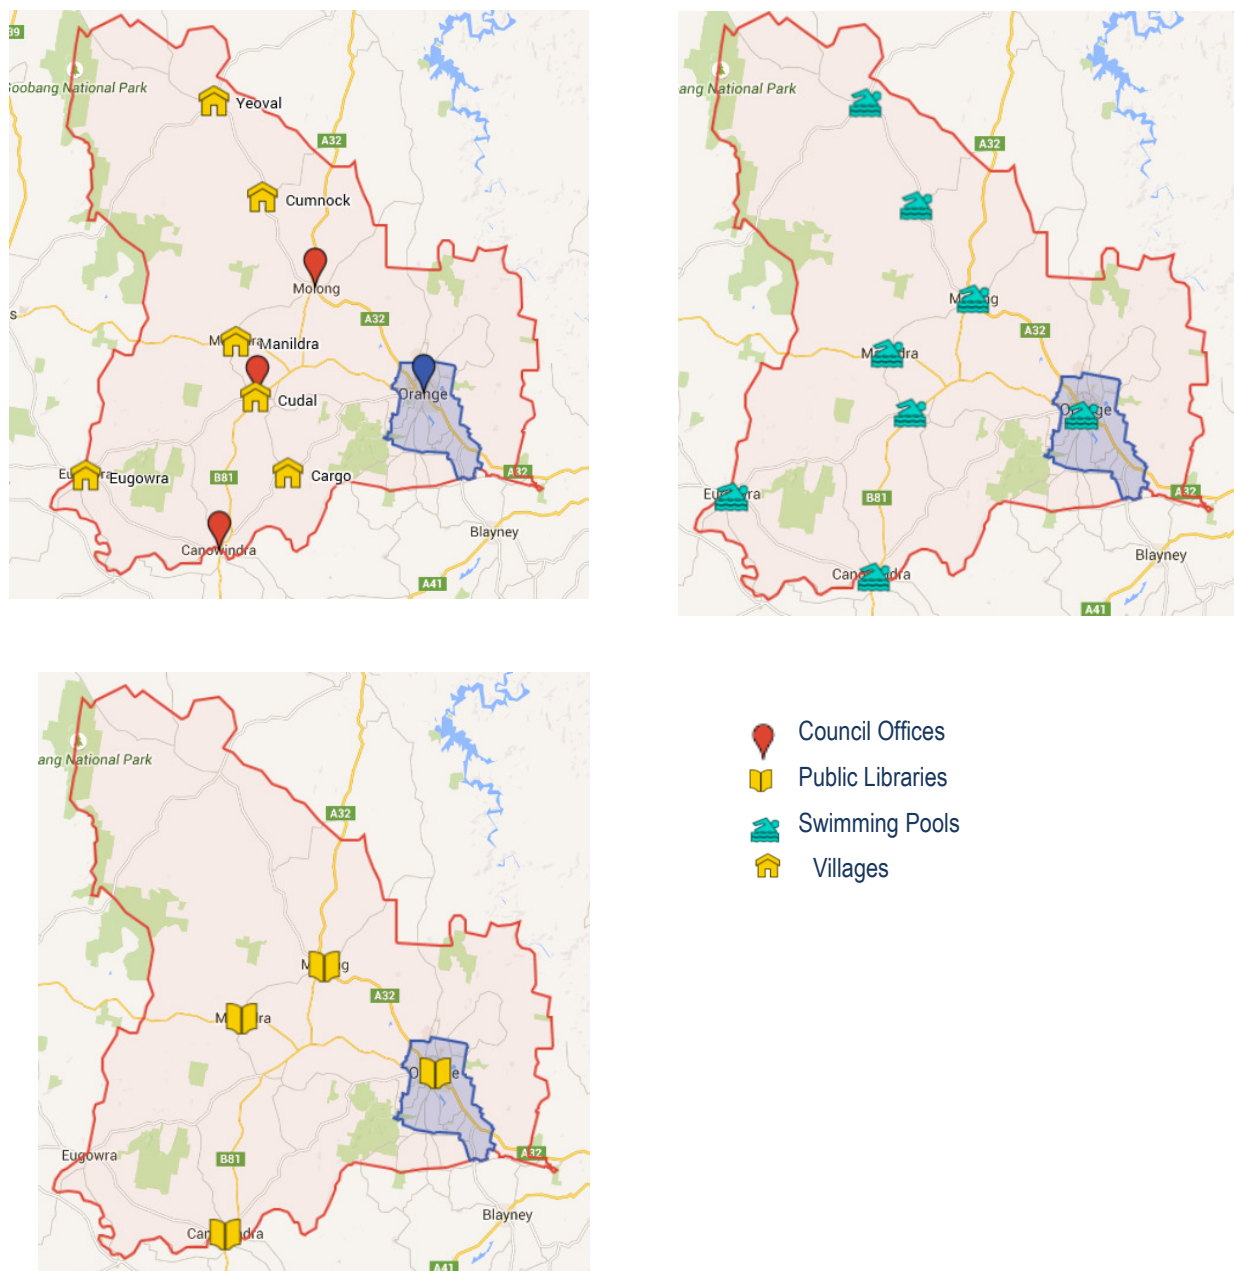 39
Goobang National Park
Yeoval
A32
Cumnock
Molong
s
A32
Manildra
Cudal
Orange
Eugowra
B81
Cargo
A32
Canowindra
Blayney
A41
ang National Park
A32
A32
B81
A32
Blayney
A41
ang National Park
A32
A32
Eugowra
B81
A32
Blayney
A41
Council Offices
Public Libraries
Swimming Pools
Villages